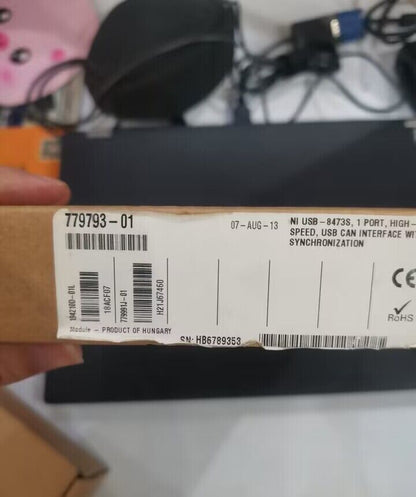 779793-01
07-AUG-13
NI USB-8473S, 1 PORT, HIGH-
SPEED, USB CAN INTERFACE WIT
SYNCHRONIZATION
18ACF07
779991J-01
H21J67460
CE
RoHS
Module - PRODUCT OF HUNGARY
SN: HB6789353